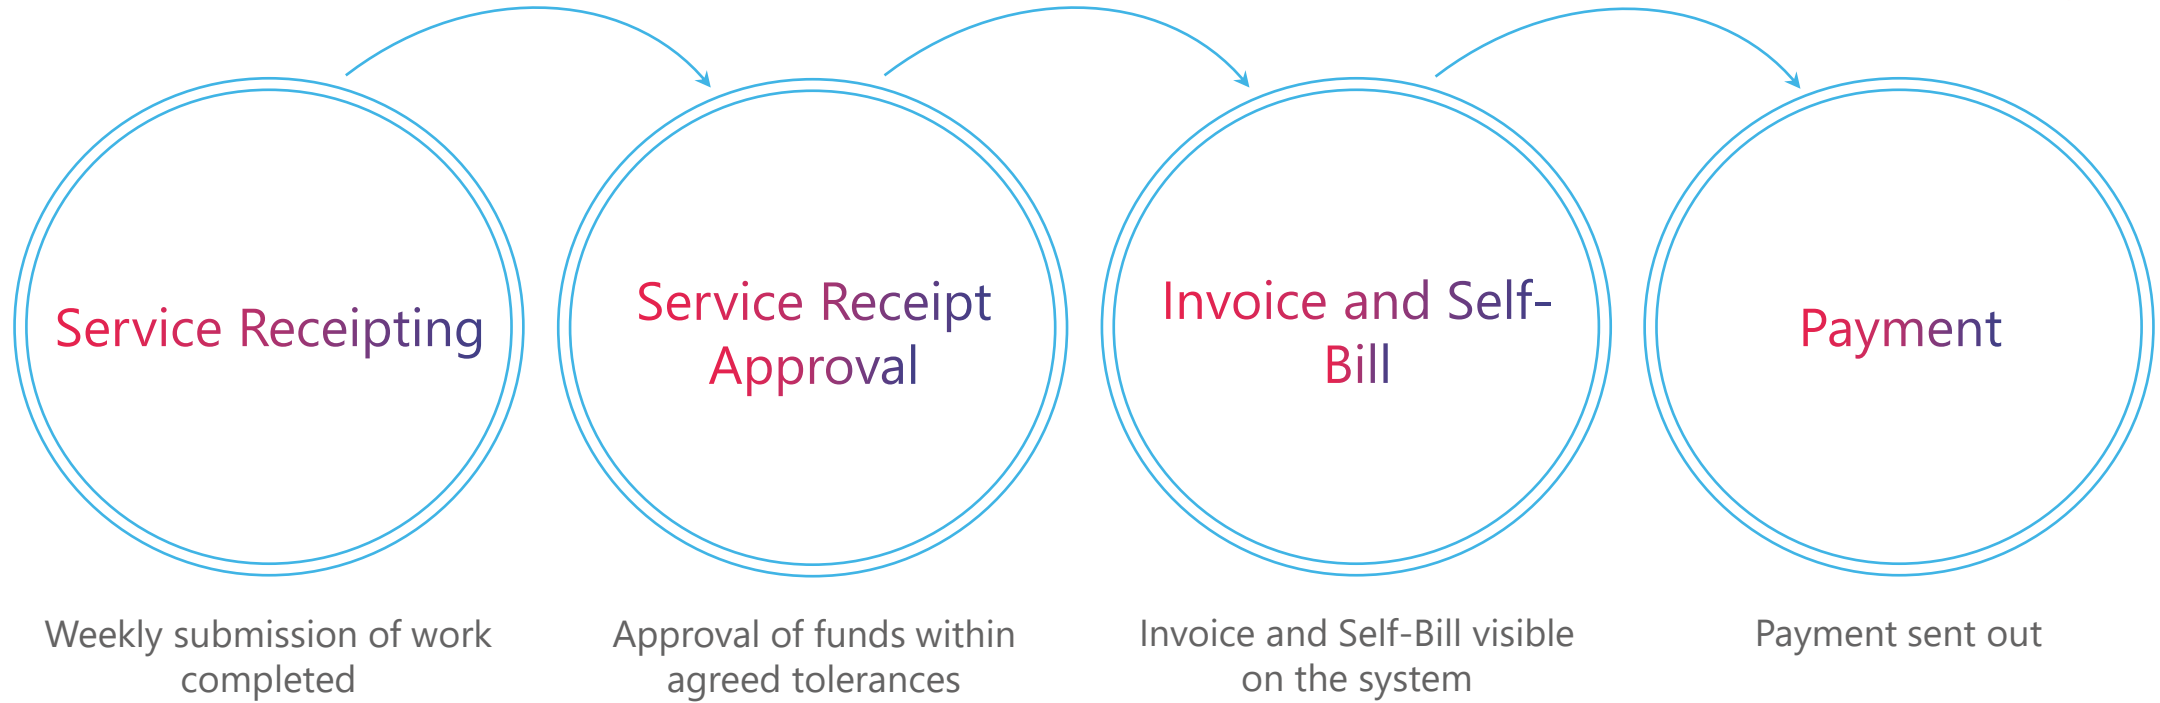 Service Receipting
Service Receipt
Approval
Invoice and Self-
Bill
Payment
Weekly submission of work
completed
Approval of funds within
agreed tolerances
Invoice and Self-Bill visible
on the system
Payment sent out